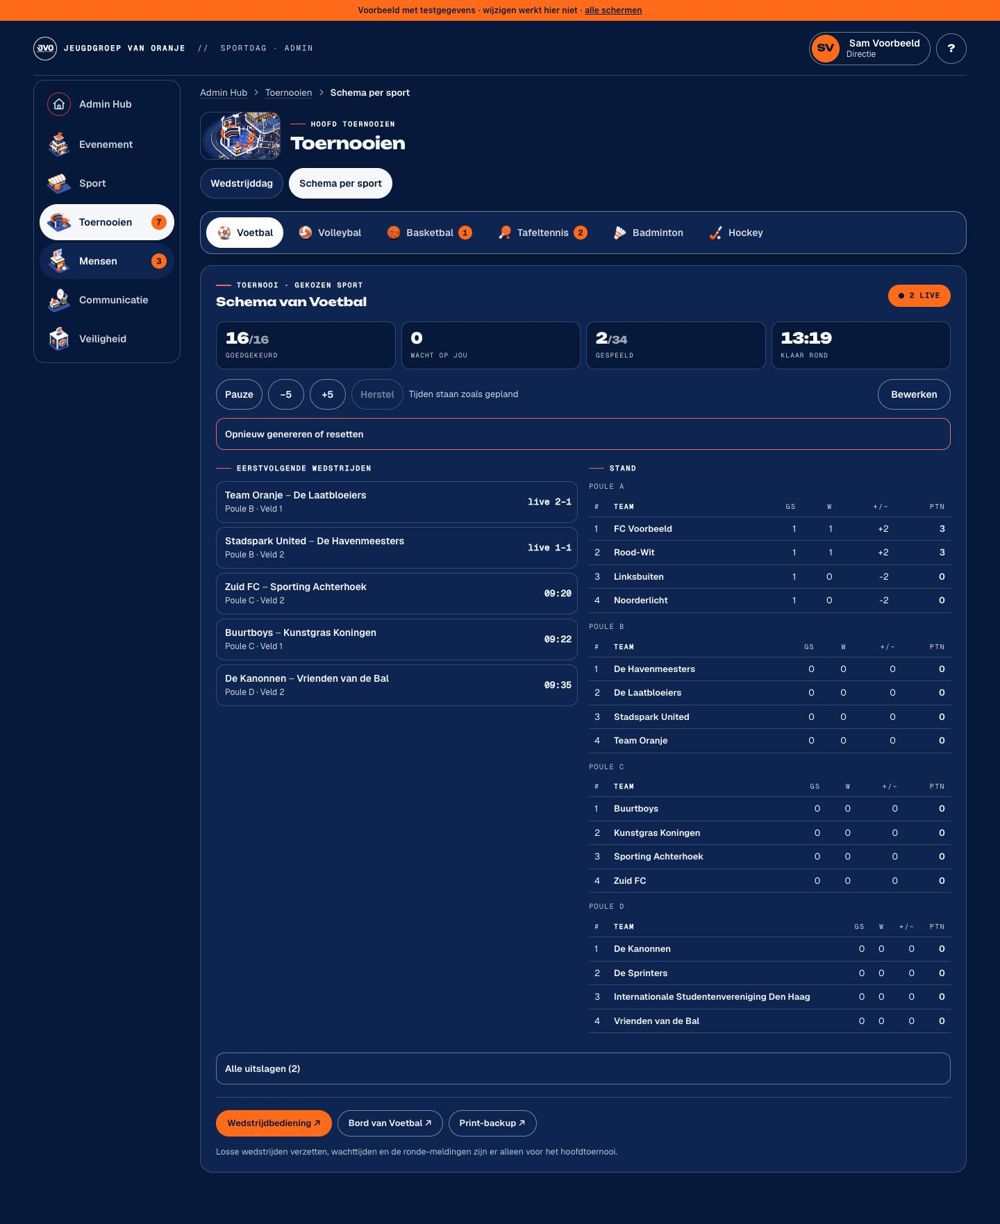 Voorbeeld met testgegevens · wijzigen werkt hier niet · alle schermen
JVO JEUGDGROEP VAN ORANJE // SPORTDAG · ADMIN
SV Sam Voorbeeld
Directie
?
Admin Hub
Evenement
Sport
Toernooien 7
Mensen 3
Communicatie
Veiligheid
Admin Hub > Toernooien > Schema per sport
HOOFD TOERNOOIEN
Toernooien
Wedstrijddag Schema per sport
Voetbal Volleybal Basketbal 1 Tafeltennis 2 Badminton Hockey
TOERNOOI · GEKOZEN SPORT
Schema van Voetbal
2 LIVE
16/16
GOEDGEKEURD
0
WACHT OP JOU
2/34
GESPEELD
13:19
KLAAR ROND
Pauze −5 +5 Herstel Tijden staan zoals gepland Bewerken
Opnieuw genereren of resetten
EERSTVOLGENDE WEDSTRIJDEN
Team Oranje – De Laatbloeiers
Poule B · Veld 1
live 2–1
Stadspark United – De Havenmeesters
Poule B · Veld 2
live 1–1
Zuid FC – Sporting Achterhoek
Poule C · Veld 2
09:20
Buurtboys – Kunstgras Koningen
Poule C · Veld 1
09:22
De Kanonnen – Vrienden van de Bal
Poule D · Veld 2
09:35
STAND
POULE A
# TEAM GS W +/− PTN
1 FC Voorbeeld 1 1 +2 3
2 Rood-Wit 1 1 +2 3
3 Linksbuiten 1 0 -2 0
4 Noorderlicht 1 0 -2 0
POULE B
# TEAM GS W +/− PTN
1 De Havenmeesters 0 0 0 0
2 De Laatbloeiers 0 0 0 0
3 Stadspark United 0 0 0 0
4 Team Oranje 0 0 0 0
POULE C
# TEAM GS W +/− PTN
1 Buurtboys 0 0 0 0
2 Kunstgras Koningen 0 0 0 0
3 Sporting Achterhoek 0 0 0 0
4 Zuid FC 0 0 0 0
POULE D
# TEAM GS W +/− PTN
1 De Kanonnen 0 0 0 0
2 De Sprinters 0 0 0 0
3 Internationale Studentenvereniging Den Haag 0 0 0 0
4 Vrienden van de Bal 0 0 0 0
Alle uitslagen (2)
Wedstrijdbediening ↗ Bord van Voetbal ↗ Print-backup ↗
Losse wedstrijden verzetten, wachttijden en de ronde-meldingen zijn er alleen voor het hoofdtoernooi.